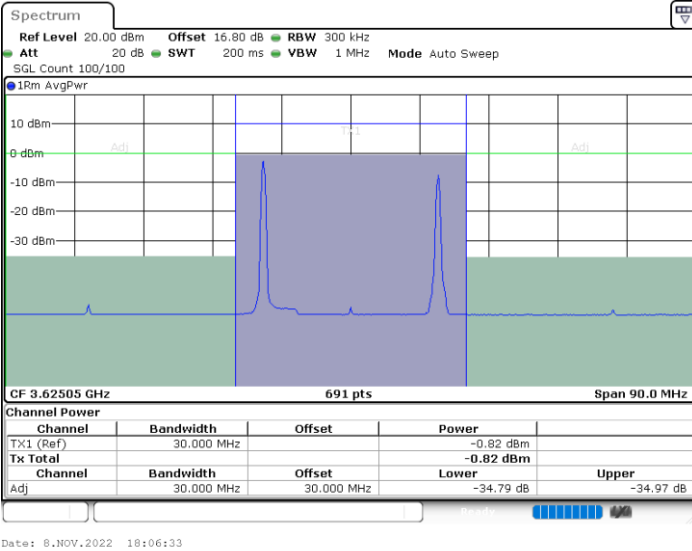 Spectrum
Ref Level 20.00 dBm Offset 16.80 dB RBW 300 kHz
Att 20 dB SWT 200 ms VBW 1 MHz Mode Auto Sweep
SGL Count 100/100
1Rm AvgPwr
10 dBm
TX1
Adj Adj
0 dBm
-10 dBm
-20 dBm
-30 dBm
CF 3.62505 GHz 691 pts Span 90.0 MHz
Channel Power
Channel Bandwidth Offset Power
TX1 (Ref) 30.000 MHz -0.82 dBm
Tx Total -0.82 dBm
Channel Bandwidth Offset Lower Upper
Adj 30.000 MHz 30.000 MHz -34.79 dB -34.97 dB
Ready
Date: 8.NOV.2022 18:06:33